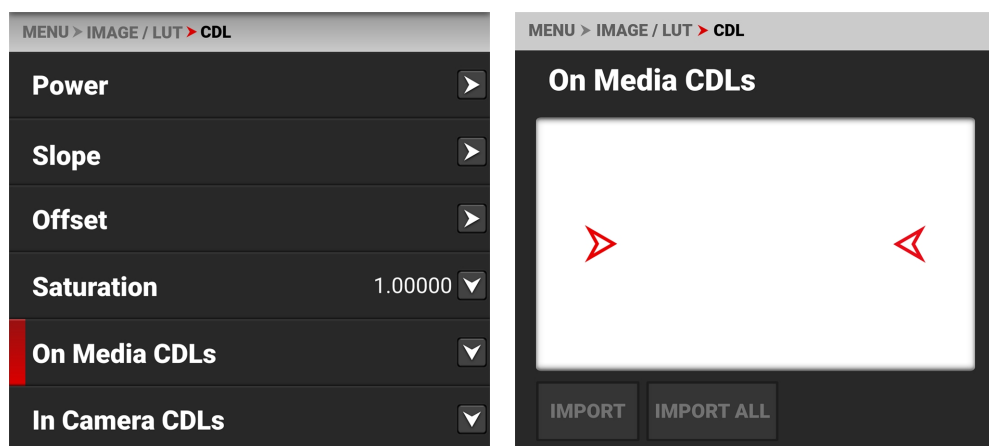 MENU > IMAGE / LUT > CDL
Power
Slope
Offset
Saturation 1.00000
On Media CDLs
In Camera CDLs
MENU > IMAGE / LUT > CDL
On Media CDLs
IMPORT IMPORT ALL